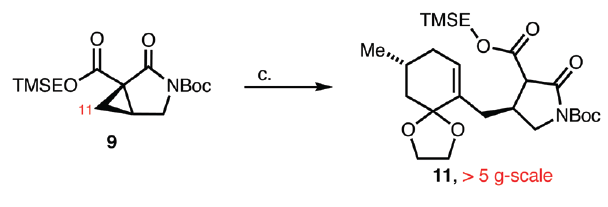 TMSEO
O
O
NBoc
11
9
c.
Me
O
O
TMSE
O
O
O
NBoc
11, > 5 g-scale